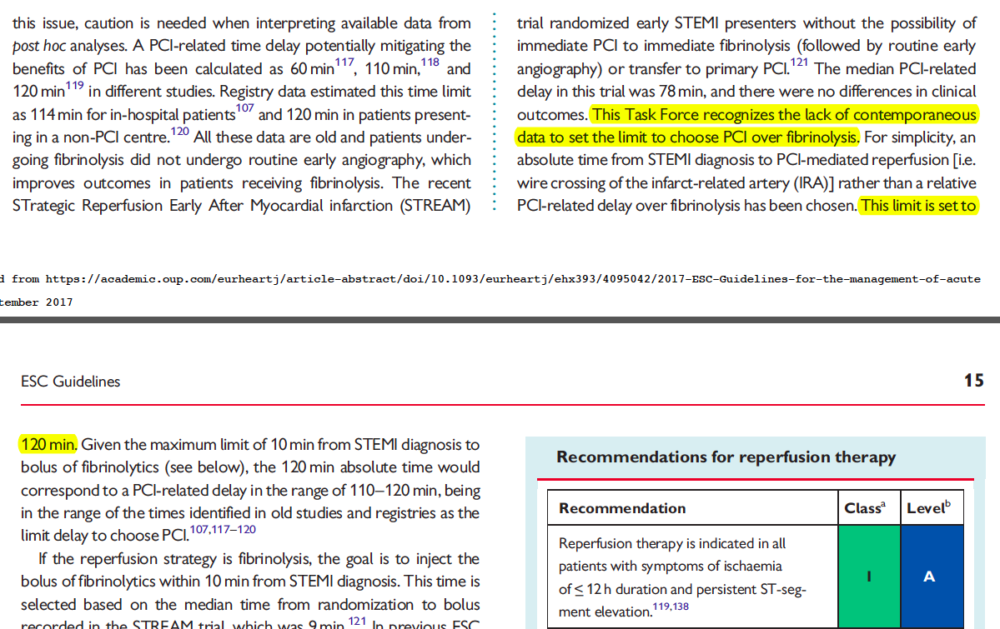 this issue, caution is needed when interpreting available data from
post hoc analyses. A PCI-related time delay potentially mitigating the
benefits of PCI has been calculated as 60 min117, 110 min,118 and
120 min119 in different studies. Registry data estimated this time limit
as 114 min for in-hospital patients107 and 120 min in patients present-
ing in a non-PCI centre.120 All these data are old and patients under-
going fibrinolysis did not undergo routine early angiography, which
improves outcomes in patients receiving fibrinolysis. The recent
STrategic Reperfusion Early After Myocardial infarction (STREAM)
trial randomized early STEMI presenters without the possibility of
immediate PCI to immediate fibrinolysis (followed by routine early
angiography) or transfer to primary PCI.121 The median PCI-related
delay in this trial was 78 min, and there were no differences in clinical
outcomes. This Task Force recognizes the lack of contemporaneous
data to set the limit to choose PCI over fibrinolysis. For simplicity, an
absolute time from STEMI diagnosis to PCI-mediated reperfusion [i.e.
wire crossing of the infarct-related artery (IRA)] rather than a relative
PCI-related delay over fibrinolysis has been chosen. This limit is set to
d from https://academic.oup.com/eurheartj/article-abstract/doi/10.1093/eurheartj/ehx393/4095042/2017-ESC-Guidelines-for-the-management-of-acute
tember 2017
ESC Guidelines
15
120 min. Given the maximum limit of 10 min from STEMI diagnosis to
bolus of fibrinolytics (see below), the 120 min absolute time would
correspond to a PCI-related delay in the range of 110–120 min, being
in the range of the times identified in old studies and registries as the
limit delay to choose PCI.107,117–120
If the reperfusion strategy is fibrinolysis, the goal is to inject the
bolus of fibrinolytics within 10 min from STEMI diagnosis. This time is
selected based on the median time from randomization to bolus
recorded in the STREAM trial, which was 9 min.121 In previous ESC
Recommendations for reperfusion therapy
Recommendation Classa Levelb
Reperfusion therapy is indicated in all
patients with symptoms of ischaemia
of ≤ 12 h duration and persistent ST-seg-
ment elevation.119,138
I A